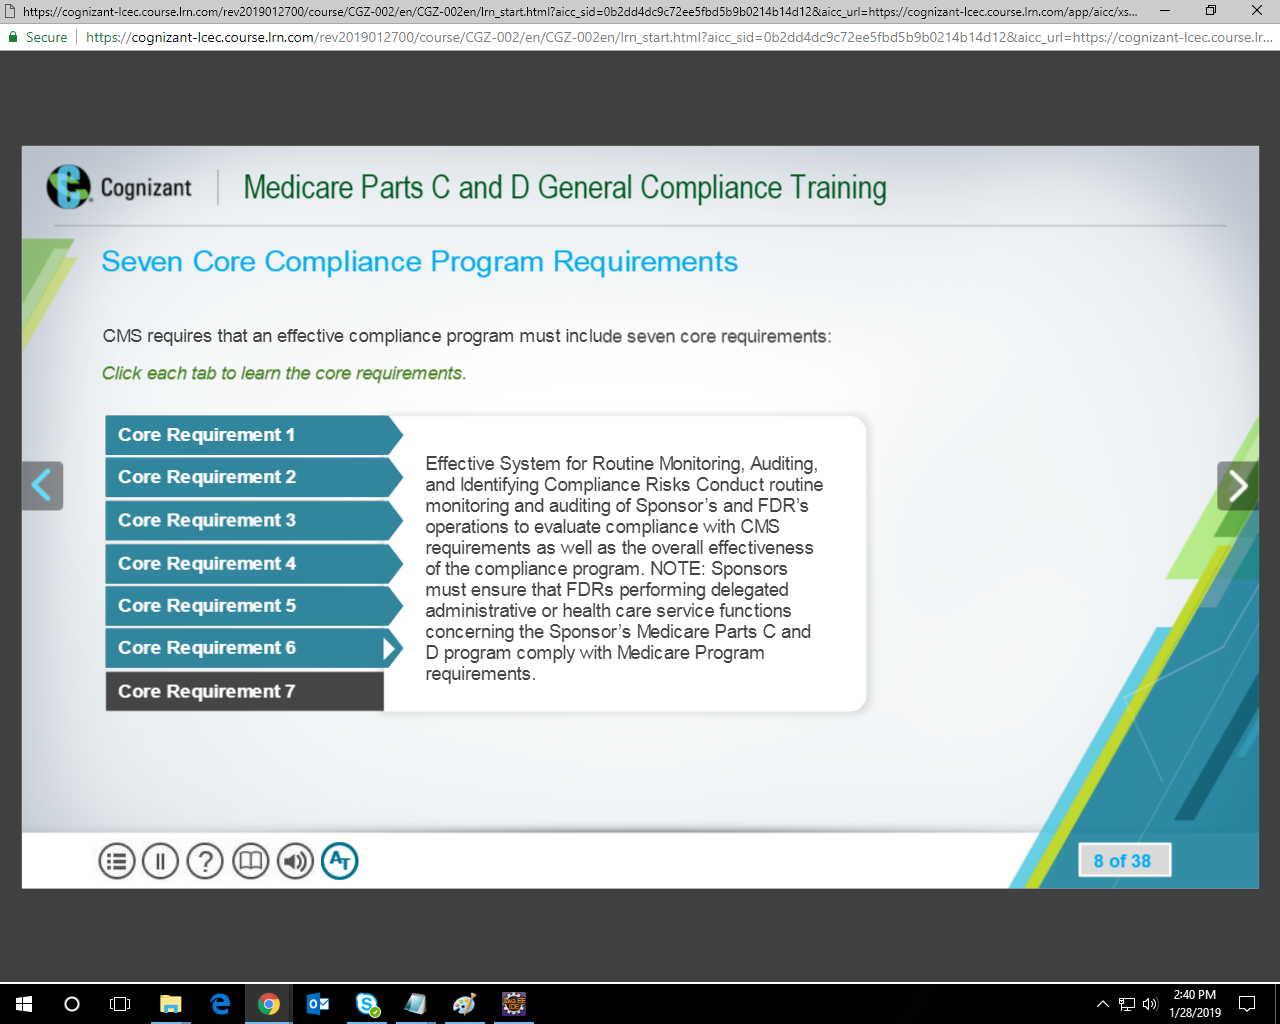 https://cognizant-lcec.course.lrn.com/rev2019012700/course/CGZ-002/en/CGZ-002en/lrn_start.html?aicc_sid=0b2dd4dc9c72ee5fbd5b9b0214b14d12&aicc_url=https://cognizant-lcec.course.lrn.com/app/aicc/xs...
Secure https://cognizant-lcec.course.lrn.com/rev2019012700/course/CGZ-002/en/CGZ-002en/lrn_start.html?aicc_sid=0b2dd4dc9c72ee5fbd5b9b0214b14d12&aicc_url=https://cognizant-lcec.course.lr...
Cognizant
Medicare Parts C and D General Compliance Training
Seven Core Compliance Program Requirements
CMS requires that an effective compliance program must include seven core requirements:
Click each tab to learn the core requirements.
Core Requirement 1
Core Requirement 2
Core Requirement 3
Core Requirement 4
Core Requirement 5
Core Requirement 6
Core Requirement 7
Effective System for Routine Monitoring, Auditing,
and Identifying Compliance Risks Conduct routine
monitoring and auditing of Sponsor’s and FDR’s
operations to evaluate compliance with CMS
requirements as well as the overall effectiveness
of the compliance program. NOTE: Sponsors
must ensure that FDRs performing delegated
administrative or health care service functions
concerning the Sponsor’s Medicare Parts C and
D program comply with Medicare Program
requirements.
8 of 38
2:40 PM
1/28/2019